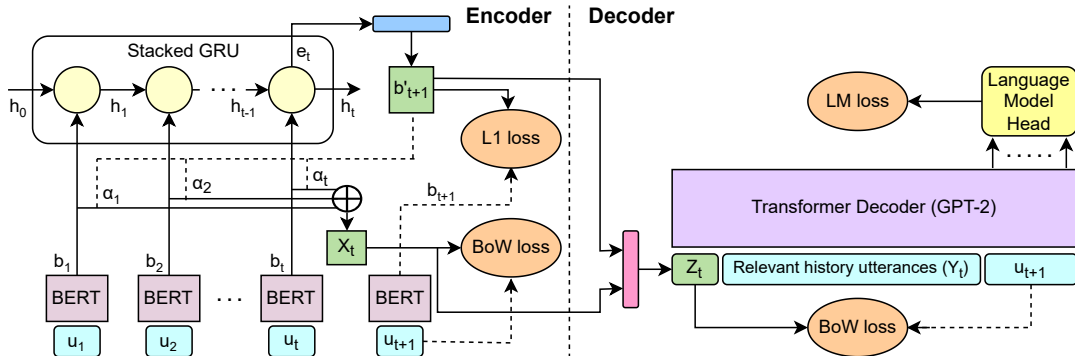 Encoder
Decoder
Stacked GRU
e_t
h_0
h_1
h_{t-1}
h_t
b'_{t+1}
L1 loss
LM loss
Language
Model
Head
α_1
α_2
α_t
b_{t+1}
X_t
BoW loss
Transformer Decoder (GPT-2)
b_1
b_2
b_t
BERT
BERT
BERT
BERT
Z_t
Relevant history utterances (Y_t)
u_{t+1}
u_1
u_2
u_t
u_{t+1}
BoW loss